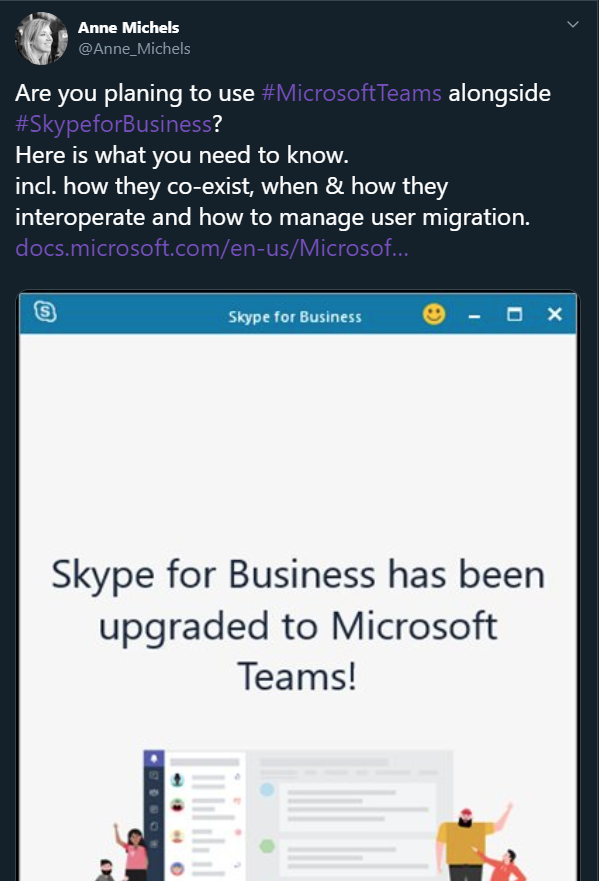 Anne Michels
@Anne_Michels
Are you planing to use #MicrosoftTeams alongside
#SkypeforBusiness?
Here is what you need to know.
incl. how they co-exist, when & how they
interoperate and how to manage user migration.
docs.microsoft.com/en-us/Microsof...
Skype for Business
Skype for Business has been
upgraded to Microsoft
Teams!